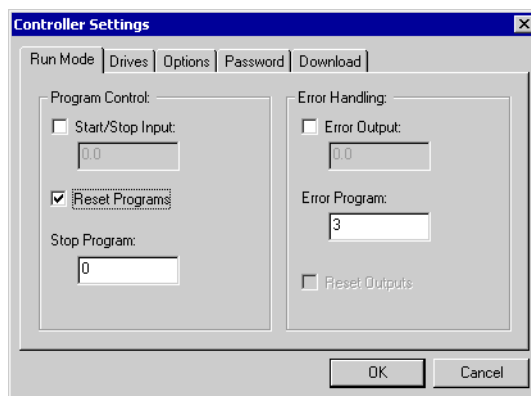 Controller Settings
Run Mode Drives Options Password Download
Program Control:
Start/Stop Input:
0.0
Reset Programs
Stop Program:
0
Error Handling:
Error Output:
0.0
Error Program:
3
Reset Outputs
OK Cancel